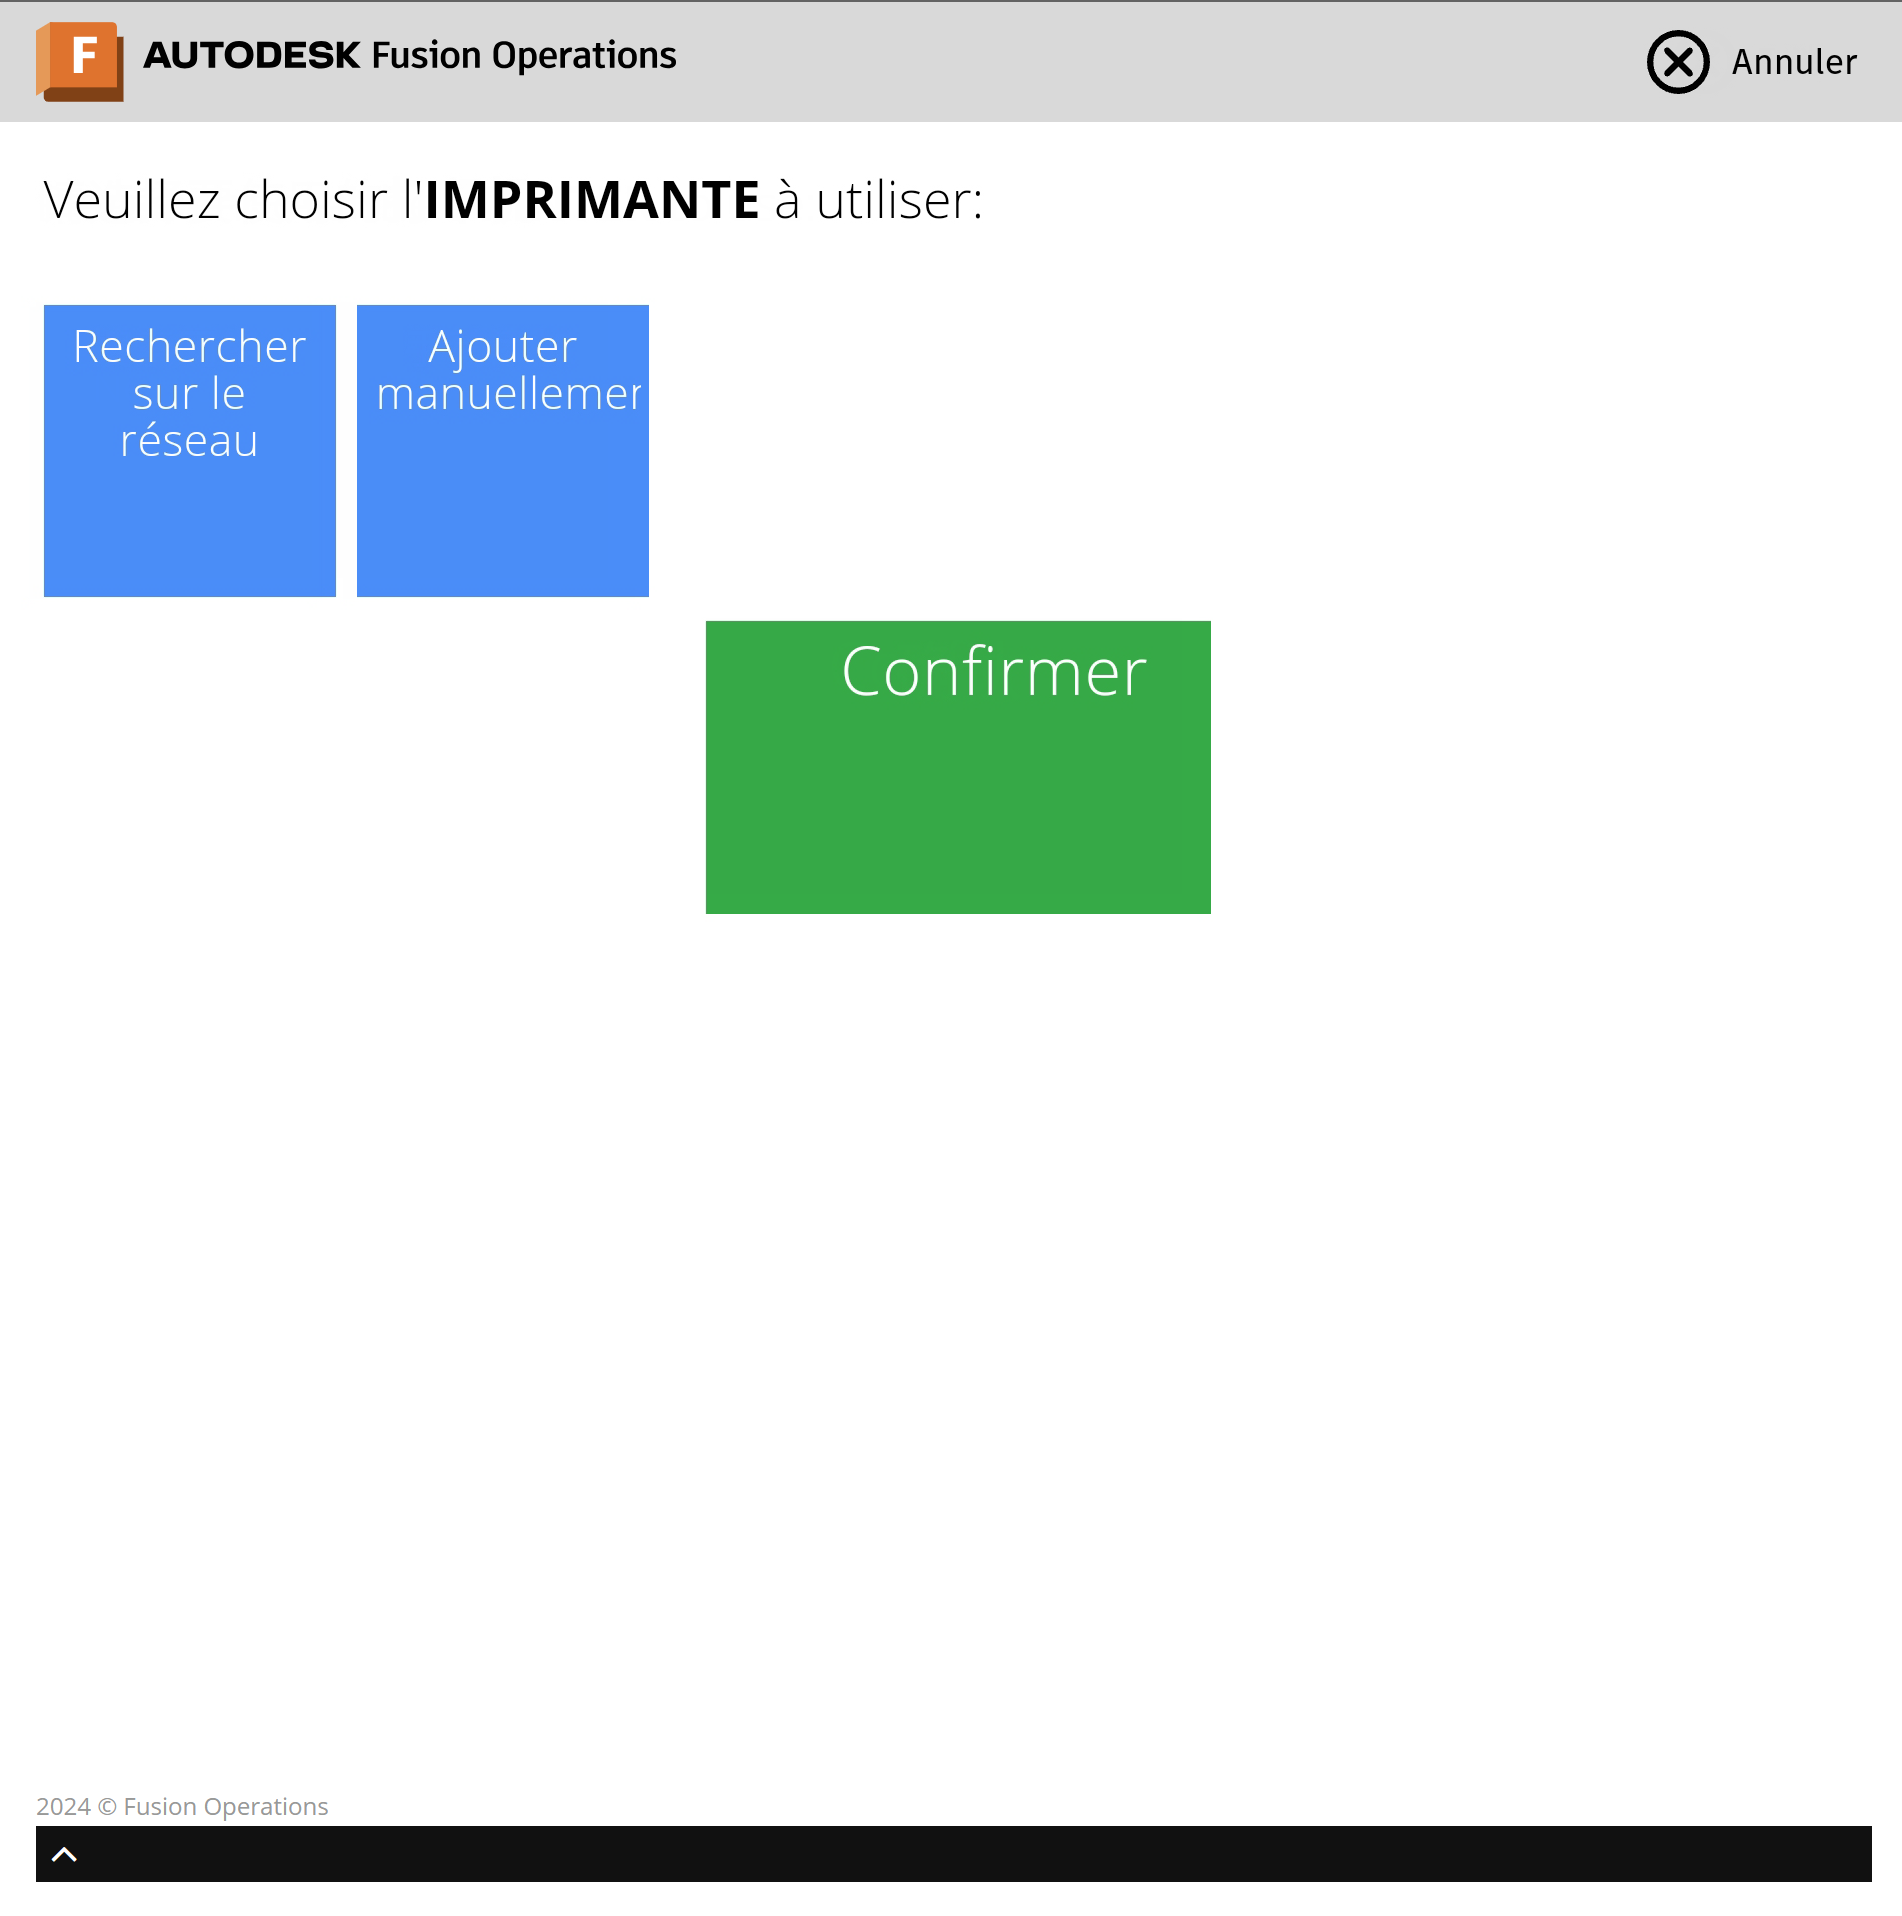 F
AUTODESK Fusion Operations
Annuler
Veuillez choisir l'IMPRIMANTE à utiliser:
Rechercher
sur le
réseau
Ajouter
manuellemer
Confirmer
2024 © Fusion Operations